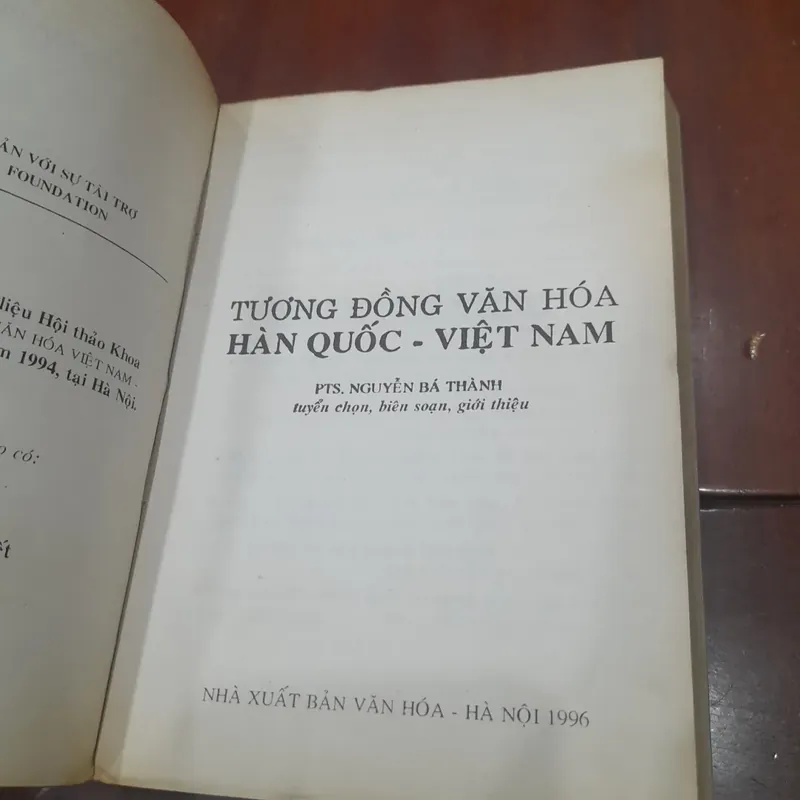 ẢN VỚI SỰ TÀI TRỢ
FOUNDATION
liệu Hội thảo Khoa
ĂN HÓA VIỆT NAM -
m 1994, tại Hà Nội.
có:
TƯƠNG ĐỒNG VĂN HÓA
HÀN QUỐC - VIỆT NAM
PTS. NGUYỄN BÁ THÀNH
tuyển chọn, biên soạn, giới thiệu
NHÀ XUẤT BẢN VĂN HÓA - HÀ NỘI 1996